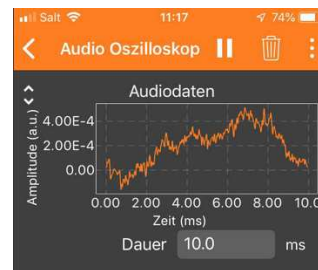 Salt 11:17 74%
Audio Oszilloskop
Audiodaten
Amplitude (a.u.)
4.00E-4
2.00E-4
0.00
0.00 2.00 4.00 6.00 8.00 10.0
Zeit (ms)
Dauer 10.0 ms